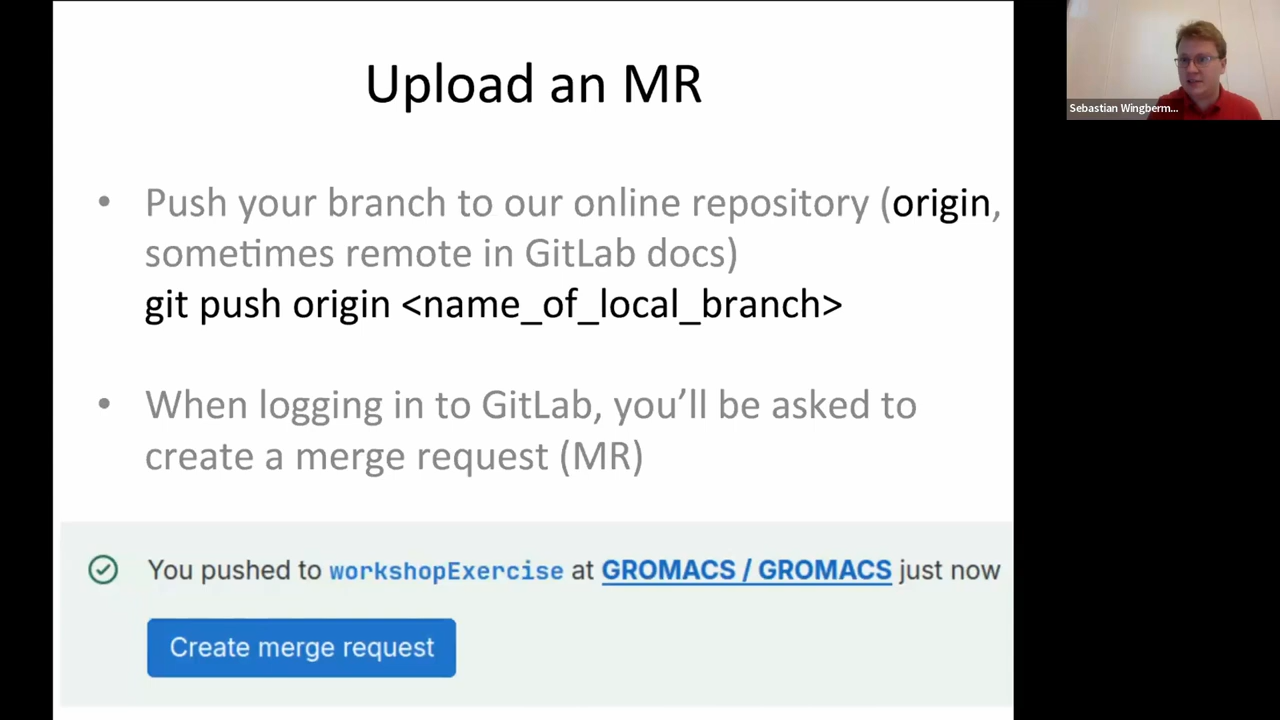 Upload an MR
Sebastian Wingberm...
• Push your branch to our online repository (origin,
sometimes remote in GitLab docs)
git push origin <name_of_local_branch>
• When logging in to GitLab, you’ll be asked to
create a merge request (MR)
You pushed to workshopExercise at GROMACS / GROMACS just now
Create merge request